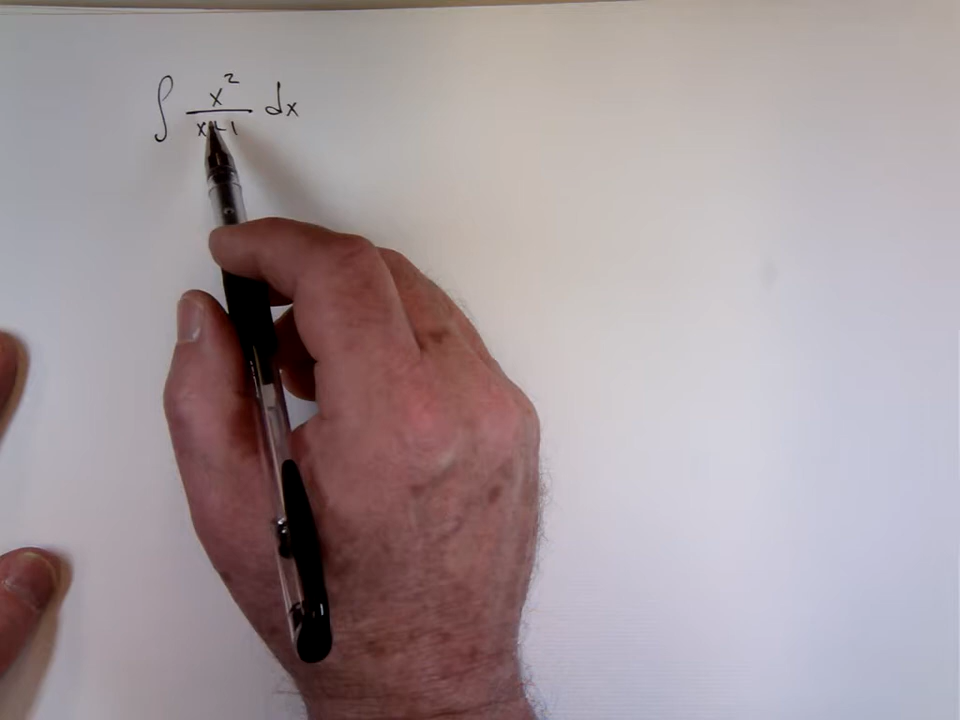 ∫ x² / (x+1) dx